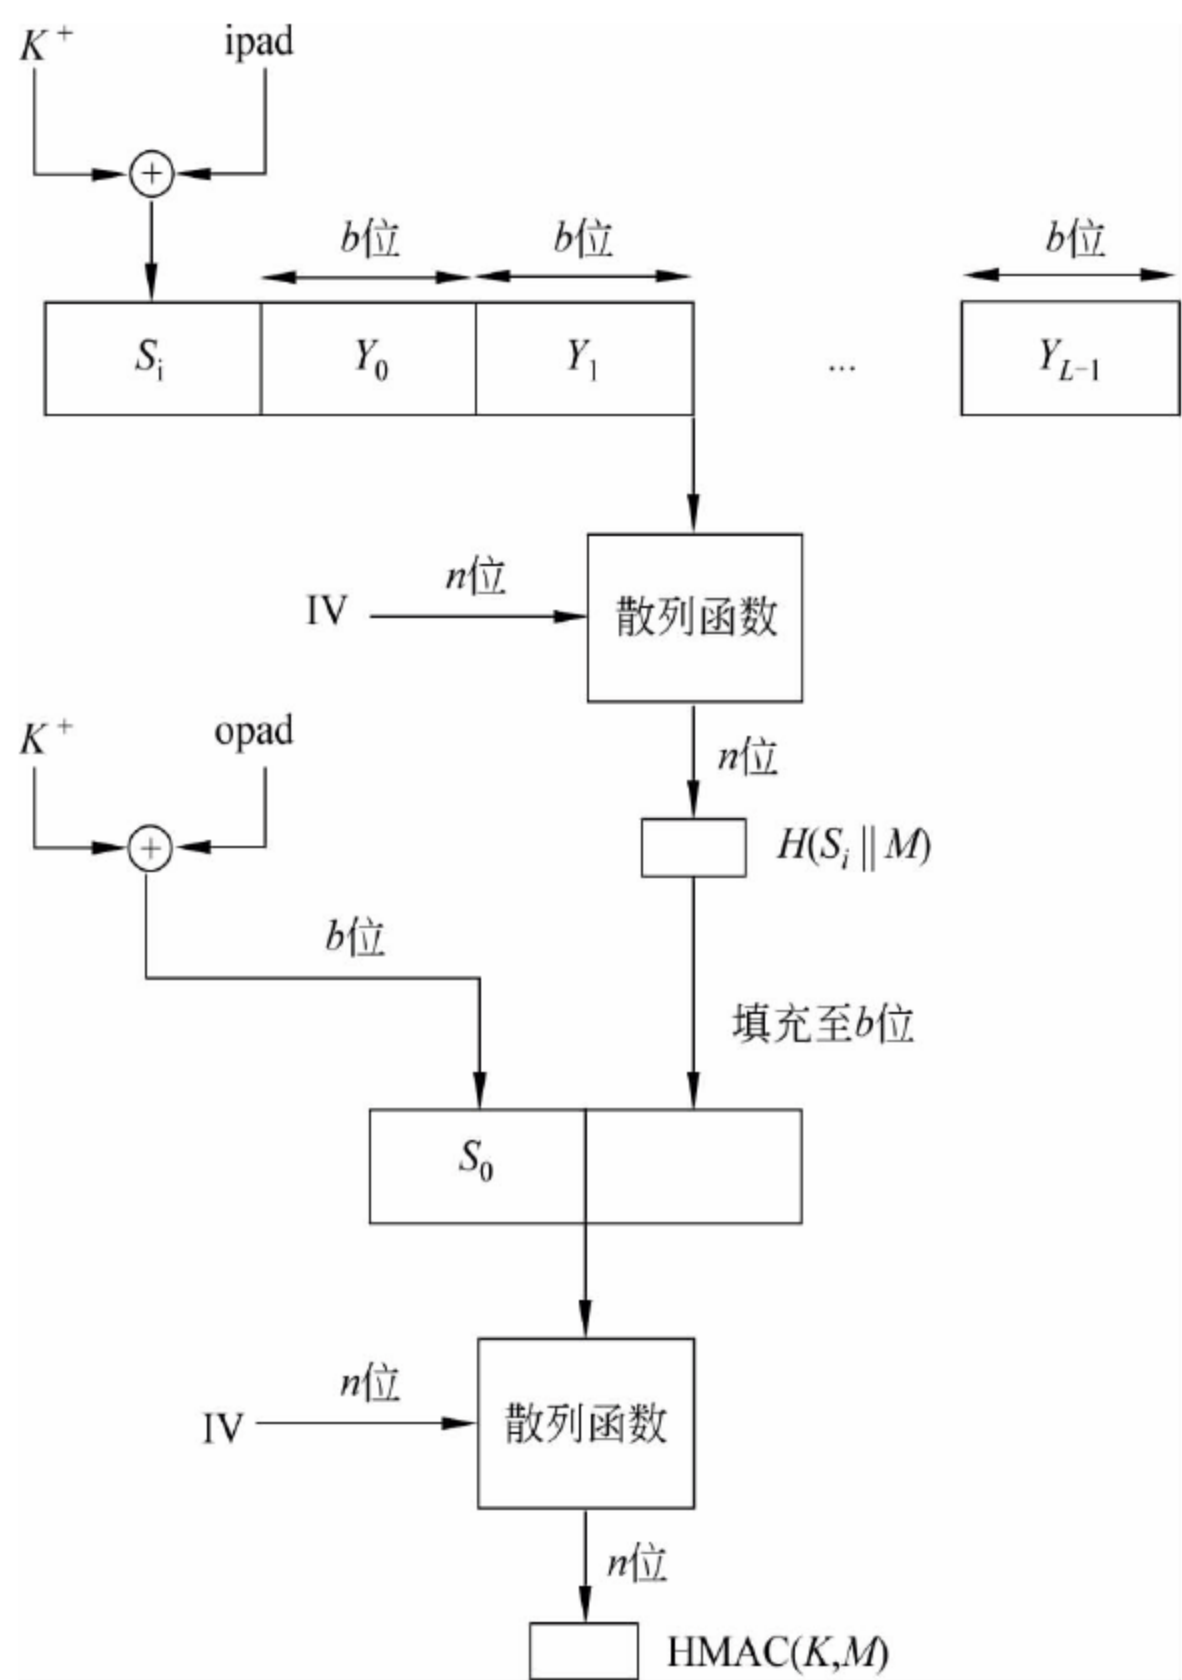 K⁺ ipad
+
b位 b位 b位
Sᵢ Y₀ Y₁ ... Y_{L-1}
n位
IV 散列函数
K⁺ opad
n位
+ H(Sᵢ || M)
b位
填充至b位
S₀
n位
IV 散列函数
n位
HMAC(K,M)